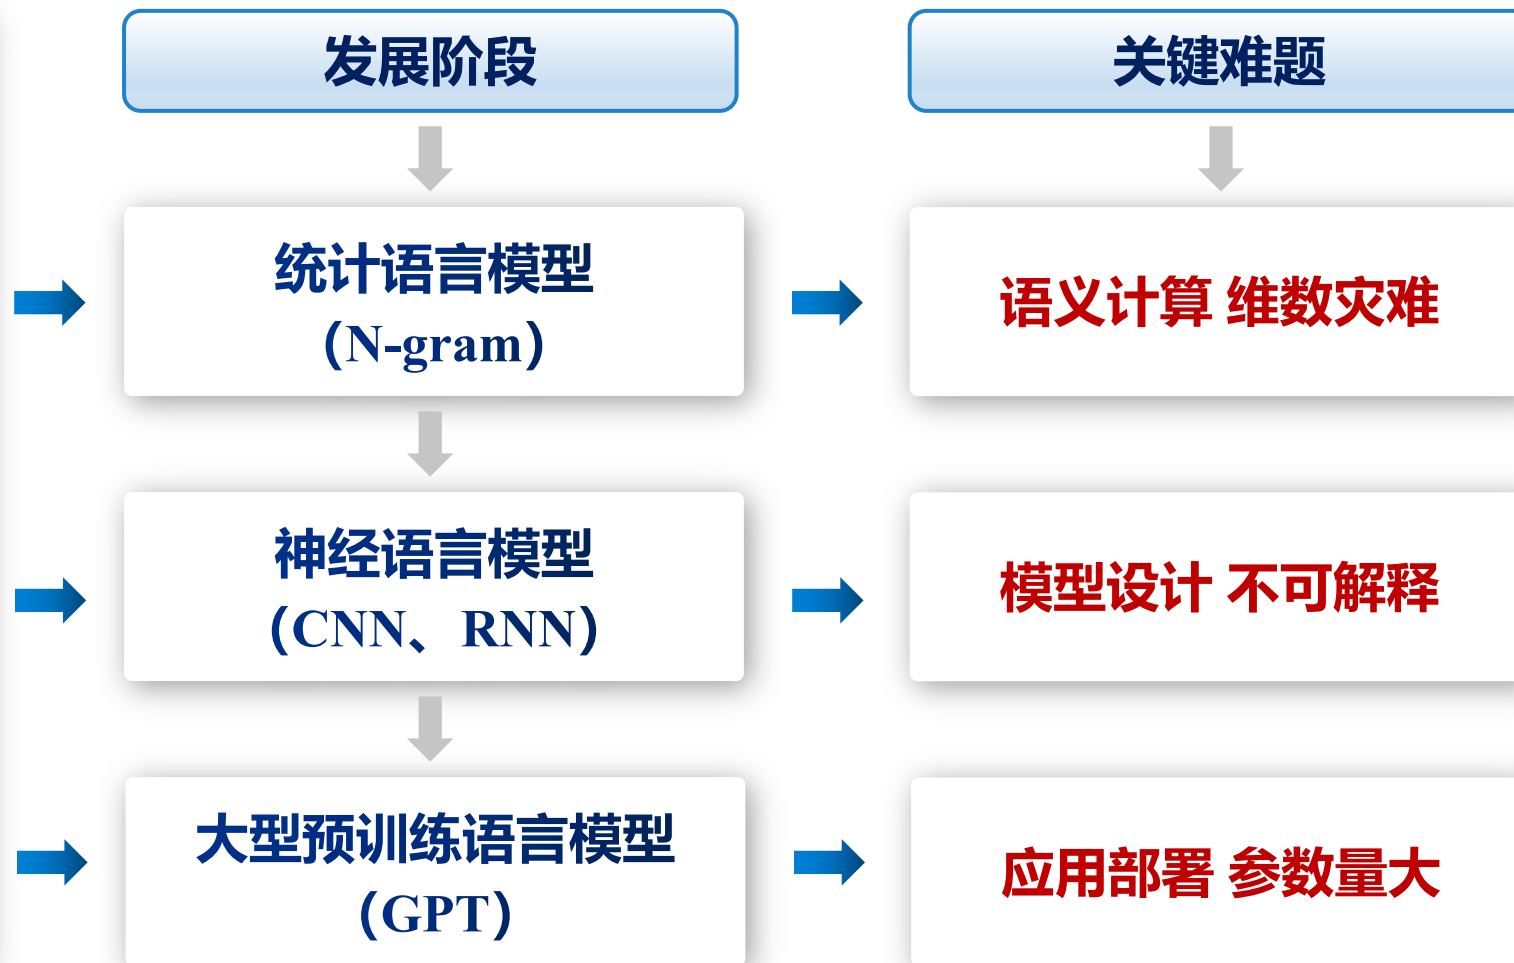 发展阶段
关键难题
统计语言模型
（N-gram）
语义计算 维数灾难
神经语言模型
（CNN、RNN）
模型设计 不可解释
大型预训练语言模型
（GPT）
应用部署 参数量大